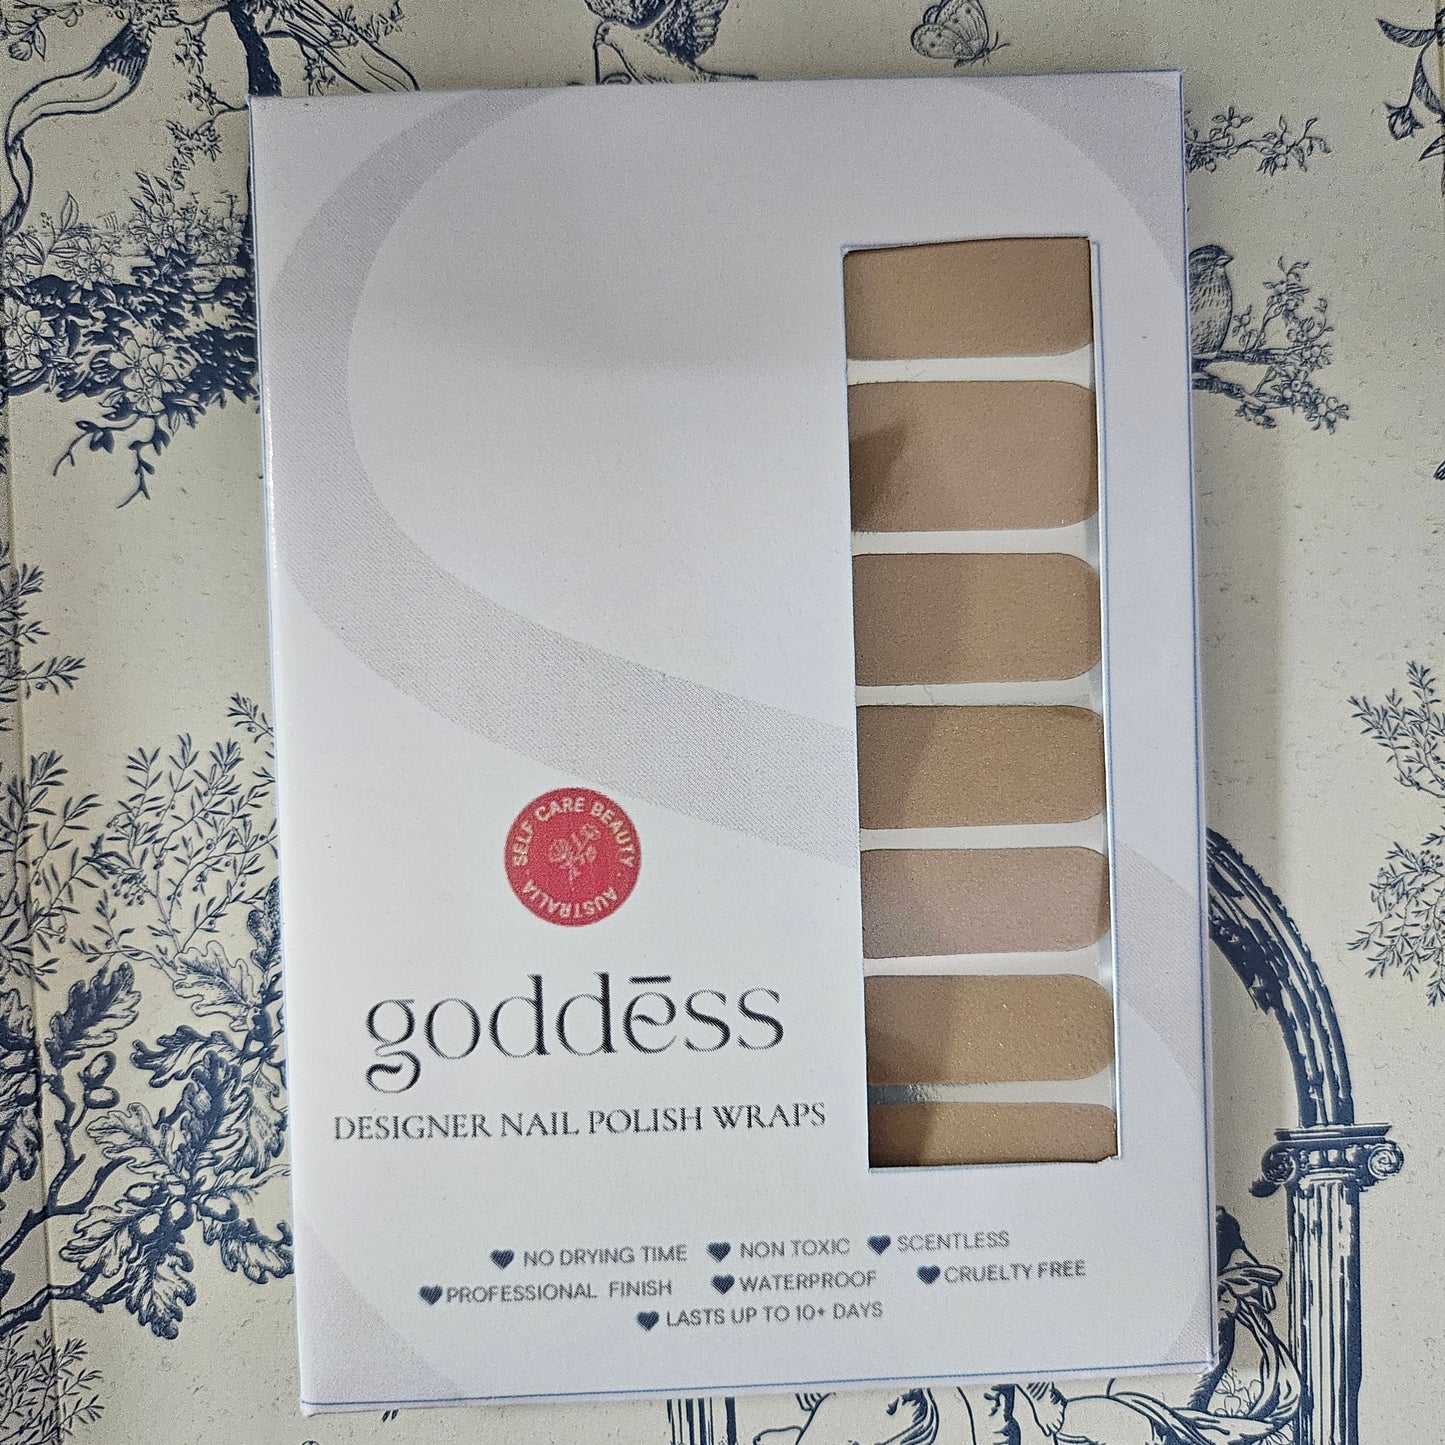 SELF CARE BEAUTY · AUSTRALIA ·
goddēss
DESIGNER NAIL POLISH WRAPS
NO DRYING TIME NON TOXIC SCENTLESS
PROFESSIONAL FINISH WATERPROOF CRUELTY FREE
LASTS UP TO 10+ DAYS